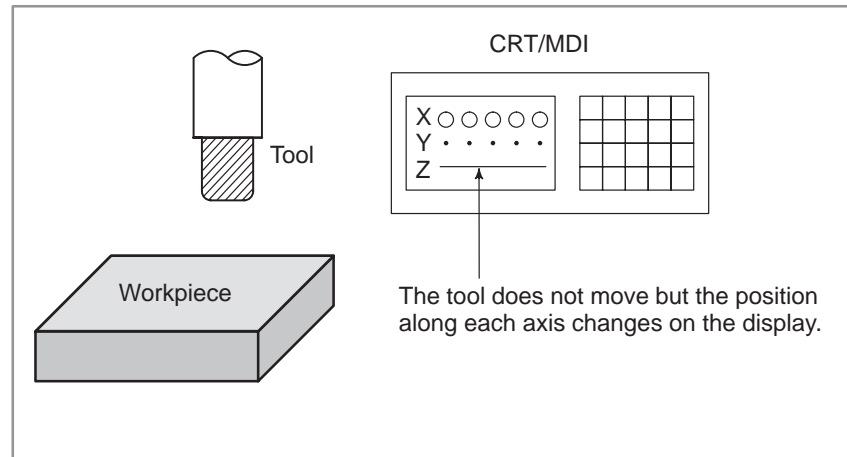 CRT/MDI
Tool
X
Y
Z
Workpiece
The tool does not move but the position
along each axis changes on the display.